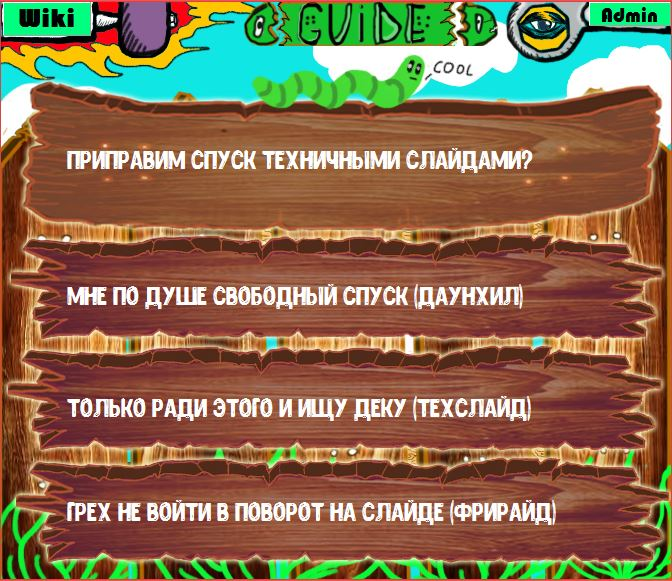 Wiki
GUIDE
Admin
COOL
ПРИПРАВИМ СПУСК ТЕХНИЧНЫМИ СЛАЙДАМИ?
МНЕ ПО ДУШЕ СВОБОДНЫЙ СПУСК (ДАУНХИЛ)
ТОЛЬКО РАДИ ЭТОГО И ИЩУ ДЕКУ (ТЕХСЛАЙД)
ГРЕХ НЕ ВОЙТИ В ПОВОРОТ НА СЛАЙДЕ (ФРИРАЙД)